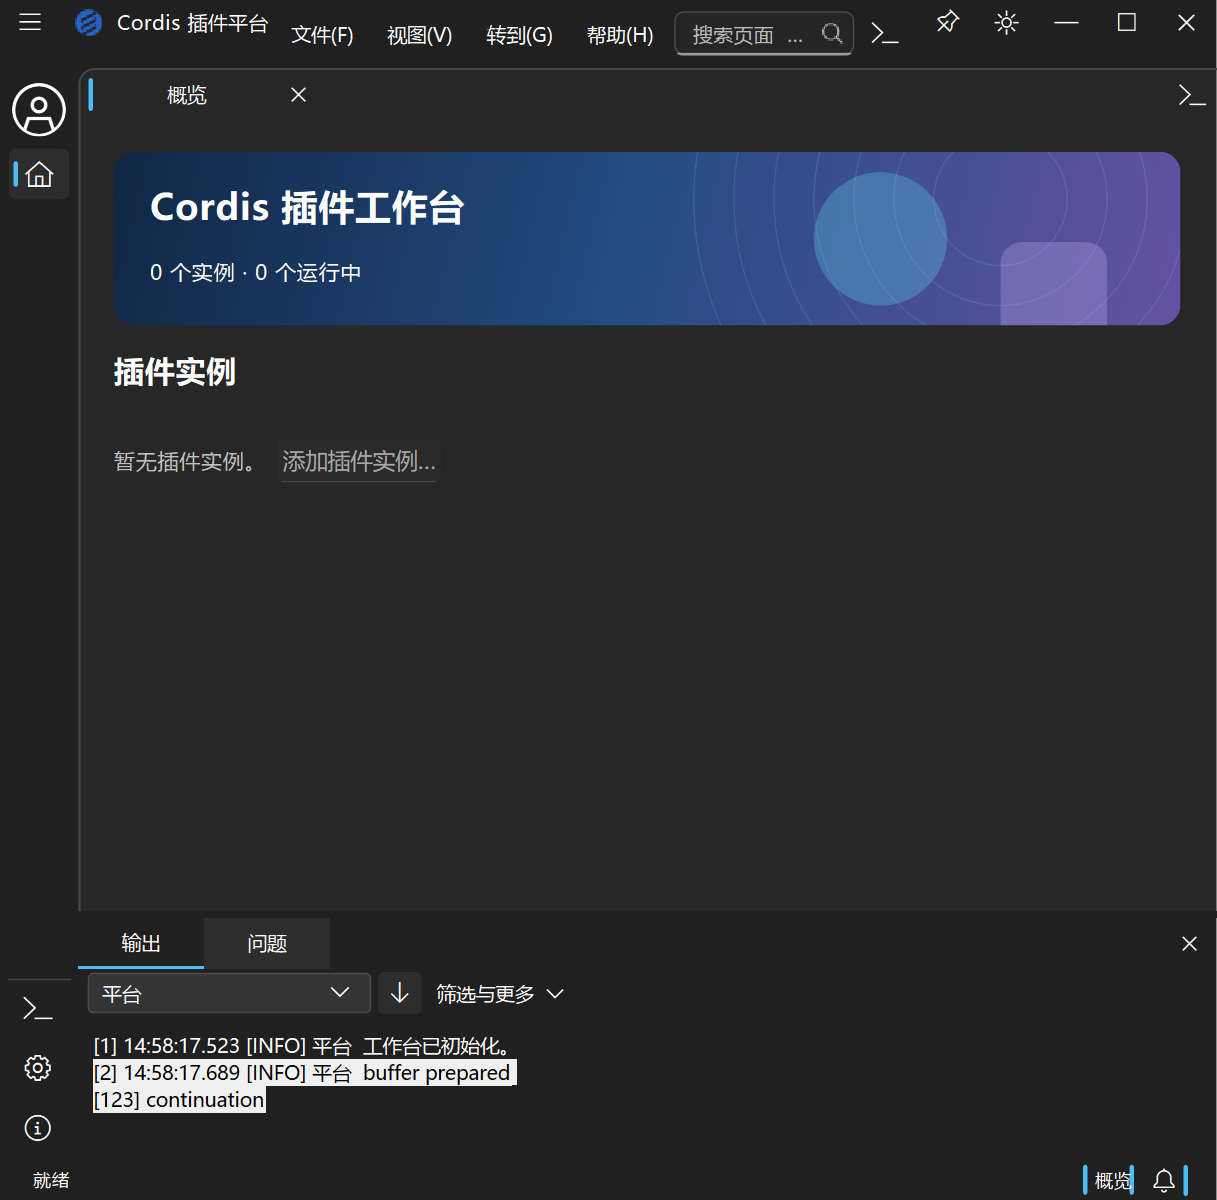 Cordis 插件平台 文件(F) 视图(V) 转到(G) 帮助(H) 搜索页面 ...
概览
Cordis 插件工作台
0 个实例 · 0 个运行中
插件实例
暂无插件实例。 添加插件实例...
输出 问题
平台 筛选与更多
[1] 14:58:17.523 [INFO] 平台 工作台已初始化。
[2] 14:58:17.689 [INFO] 平台 buffer prepared
[123] continuation
就绪 概览